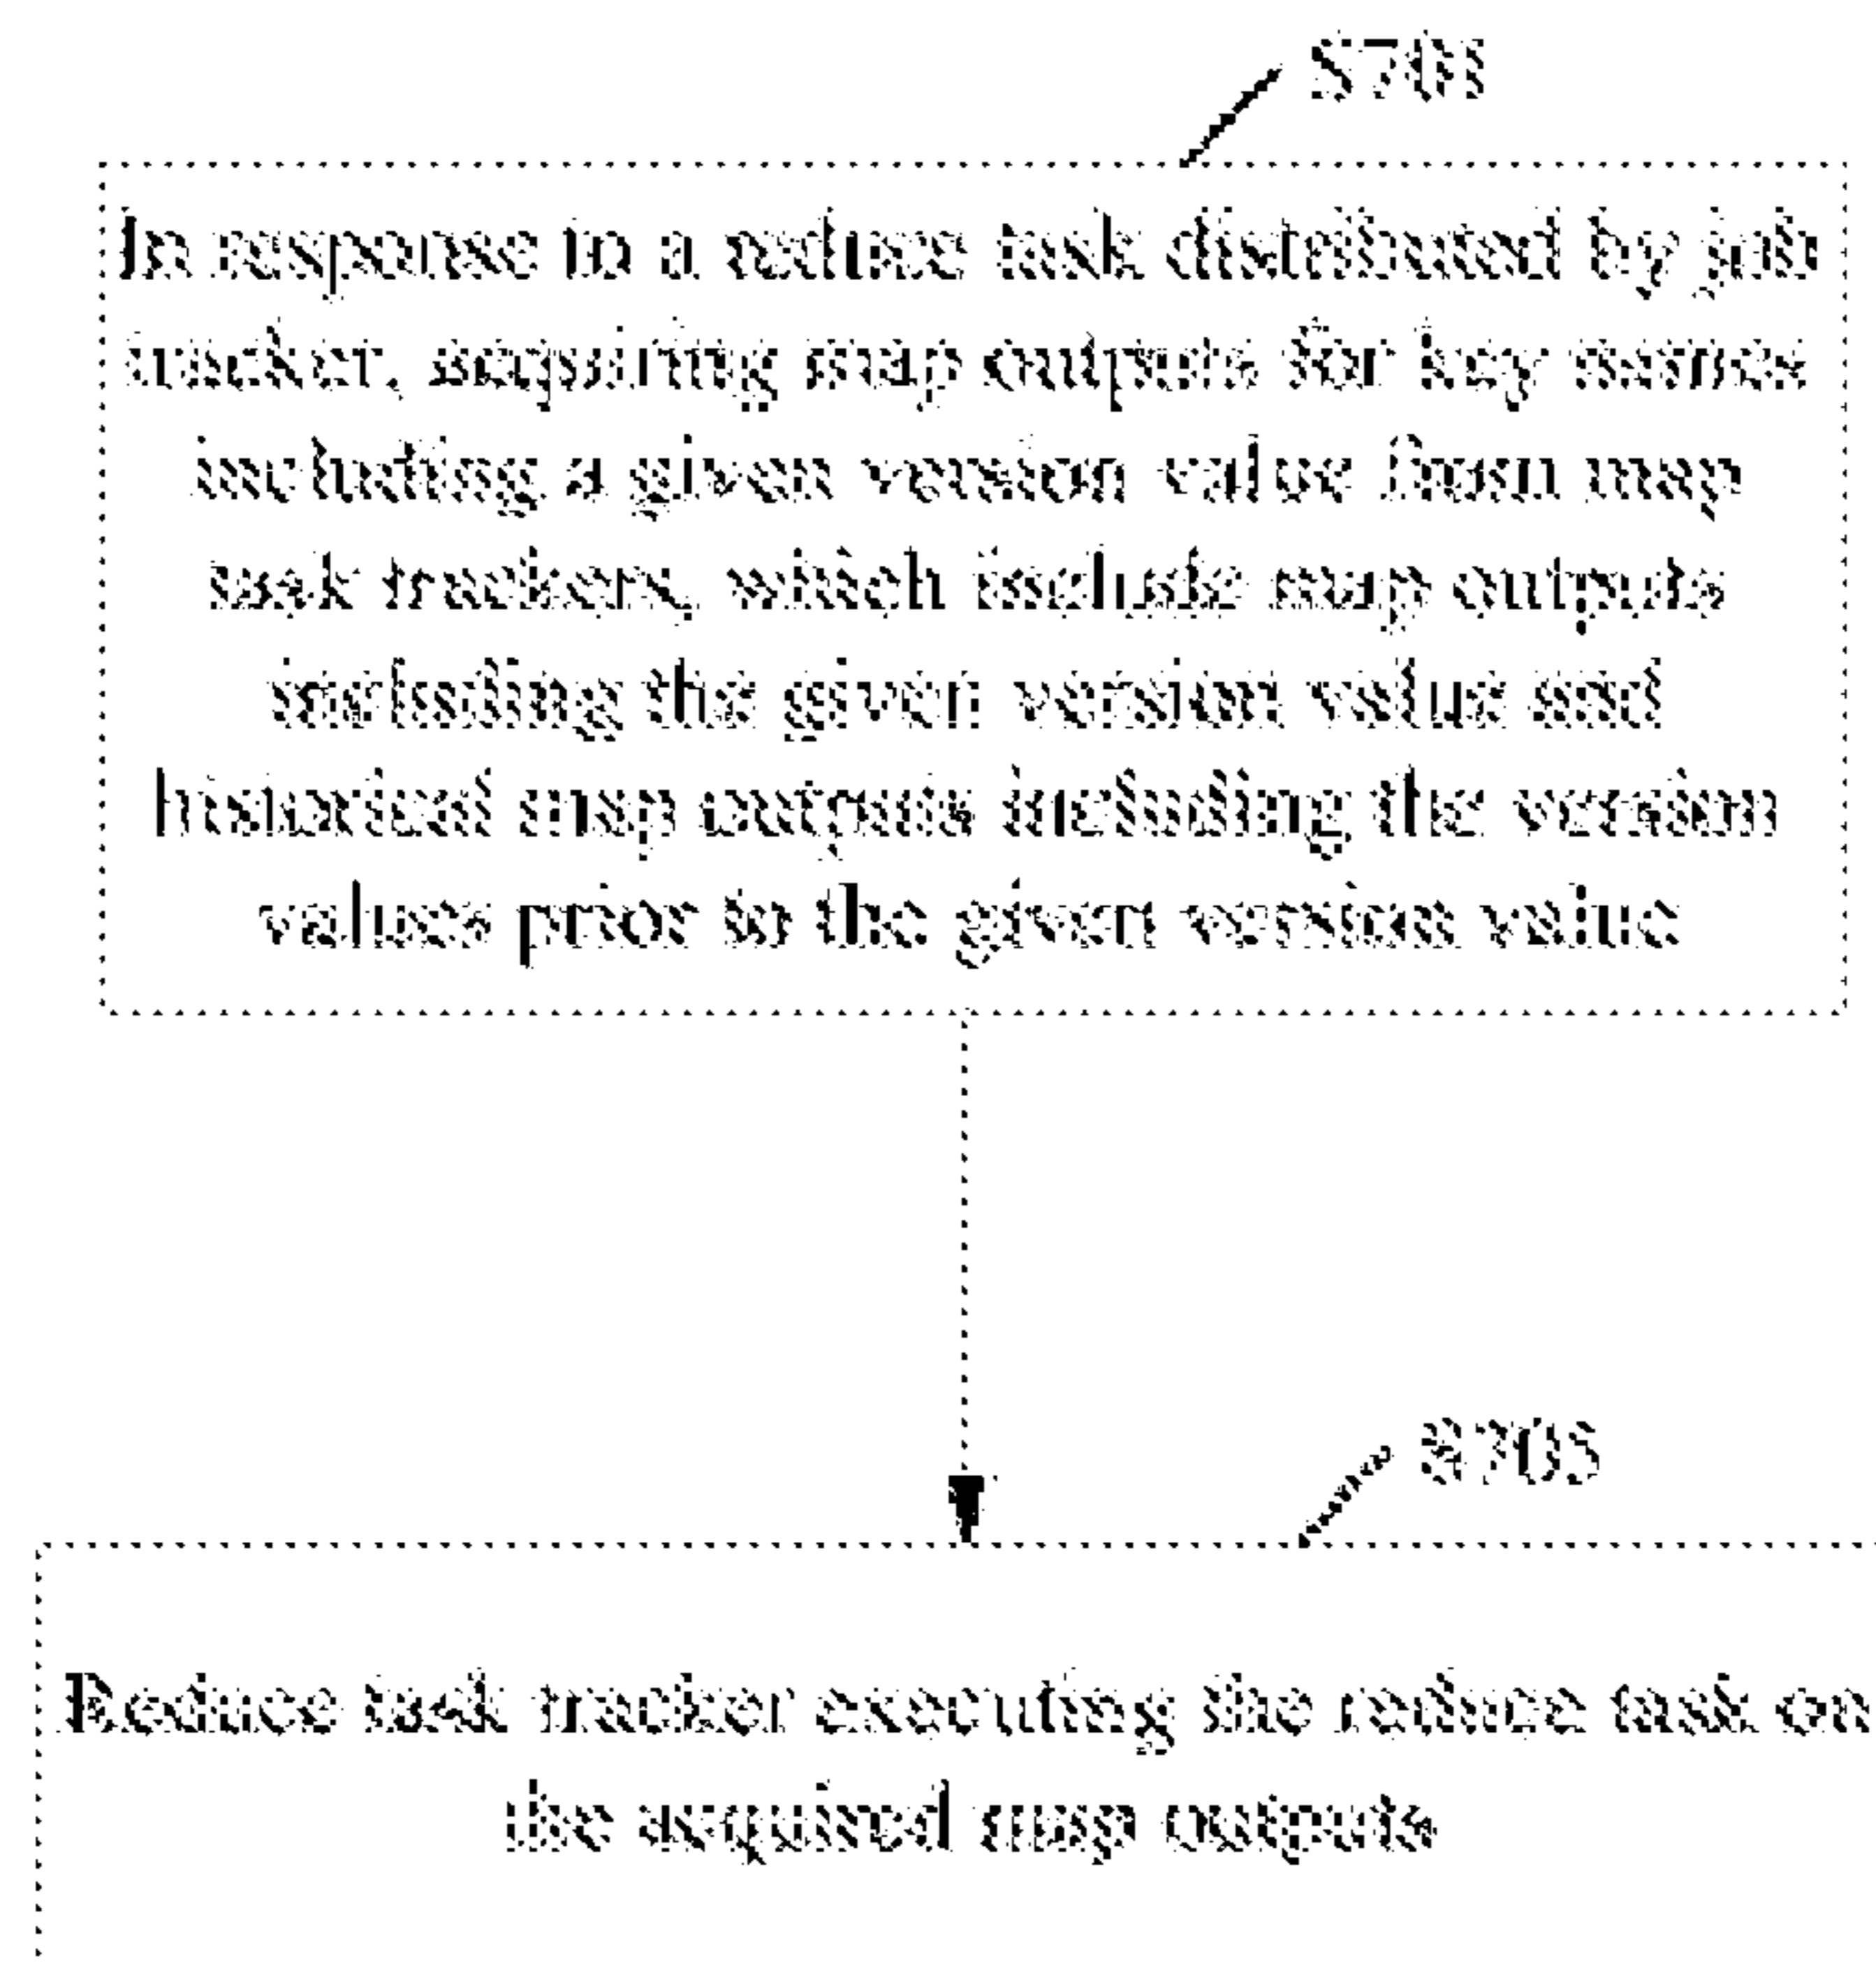 S701
In response to a reduce task distributed by job
tracker, acquiring map outputs for key names
including a given version value from map
task trackers, which include map outputs
including the given version value and
historical map outputs including the version
values prior to the given version value
S705
Reduce task tracker executing the reduce task on
the acquired map outputs